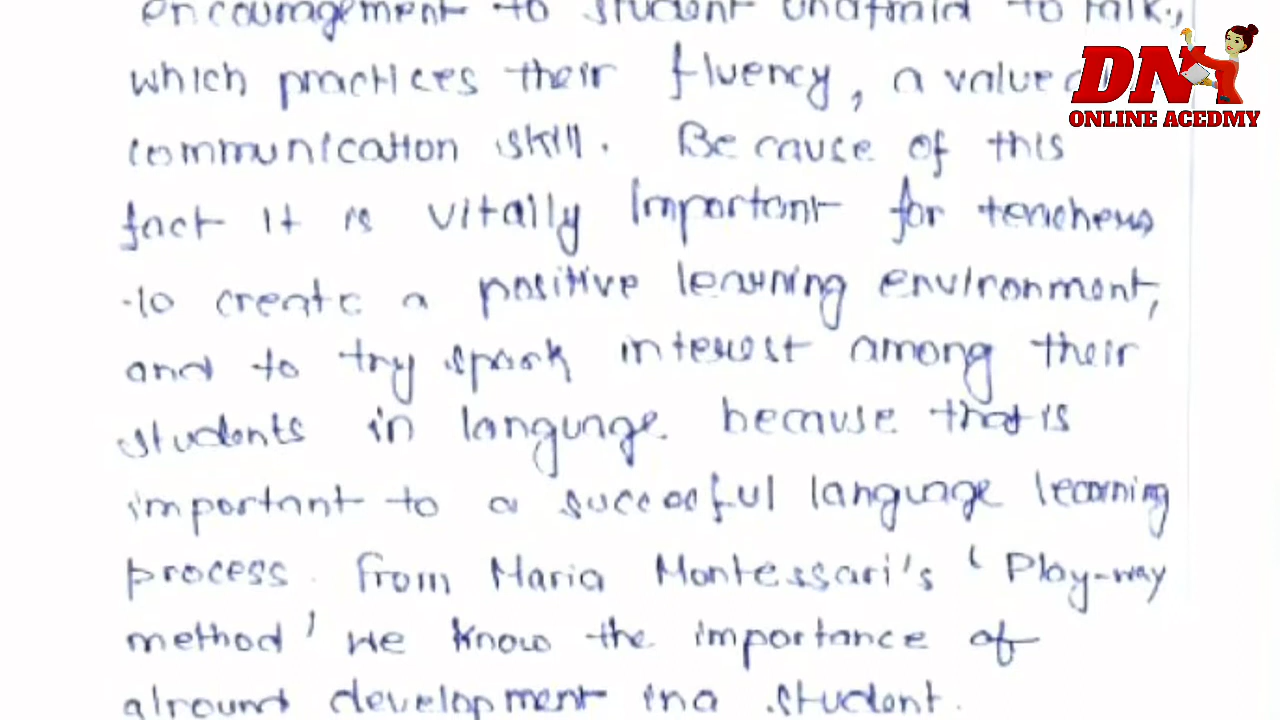 encouragement to student unafraid to talk.,
which practices their fluency, a valued
communication skill. Because of this
fact it is vitally important for teachers
to create a positive learning environment,
and to try spark interest among their
students in language because that is
important to a succesful language learning
process. From Maria Montessari's 'Play-way
method' we know the importance of
alround development in a student.
DN
ONLINE ACEDMY